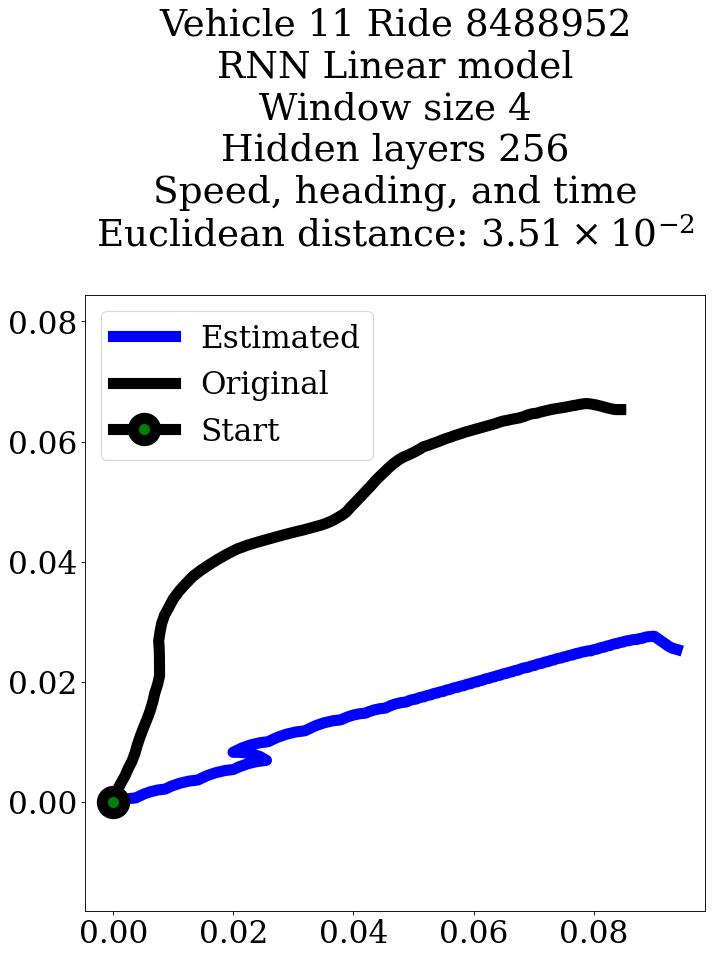 Vehicle 11 Ride 8488952
RNN Linear model
Window size 4
Hidden layers 256
Speed, heading, and time
Euclidean distance: 3.51 × 10⁻²
Estimated
Original
Start
0.08
0.06
0.04
0.02
0.00
0.00 0.02 0.04 0.06 0.08